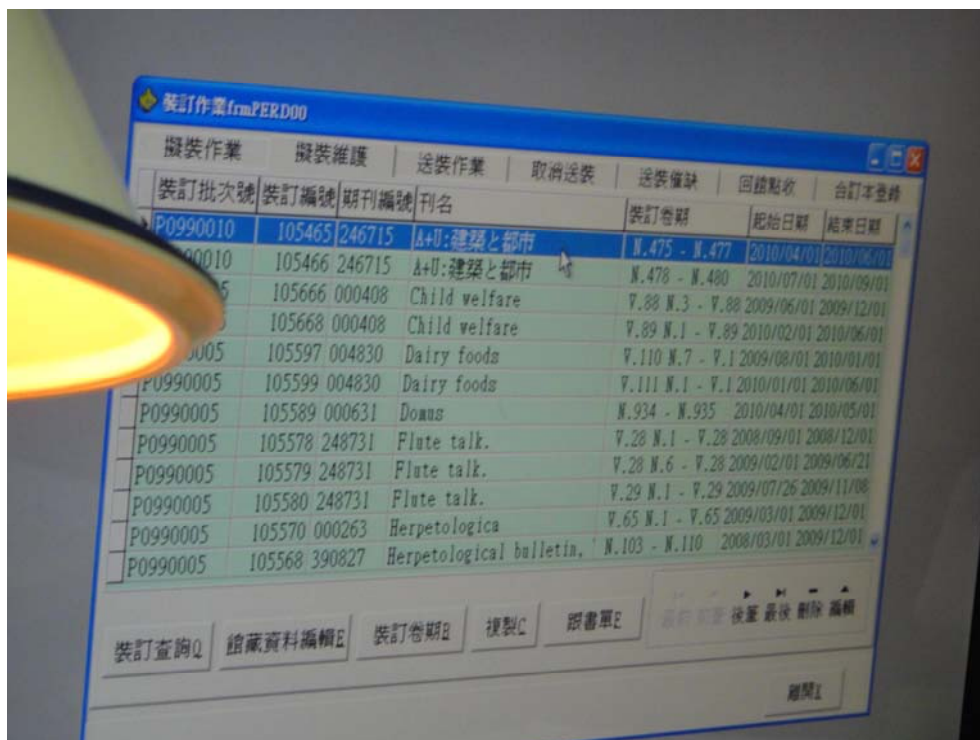 裝訂作業frmPERD00
擬裝作業 擬裝維護 送裝作業 取消送裝 送裝催缺 回館點收 合訂本登錄
裝訂批次號 裝訂編號 期刊編號 刊名 裝訂卷期 起始日期 結束日期
P0990010 105465 246715 A+U:建築と都市 N.475 - N.477 2010/04/01 2010/06/01
90010 105466 246715 A+U:建築と都市 N.478 - N.480 2010/07/01 2010/09/01
5 105666 000408 Child welfare V.88 N.3 - V.88 2009/06/01 2009/12/01
105668 000408 Child welfare V.89 N.1 - V.89 2010/02/01 2010/06/01
005 105597 004830 Dairy foods V.110 N.7 - V.1 2009/08/01 2010/01/01
P0990005 105599 004830 Dairy foods V.111 N.1 - V.1 2010/01/01 2010/06/01
P0990005 105589 000631 Domus N.934 - N.935 2010/04/01 2010/05/01
P0990005 105578 248731 Flute talk. V.28 N.1 - V.28 2008/09/01 2008/12/01
P0990005 105579 248731 Flute talk. V.28 N.6 - V.28 2009/02/01 2009/06/21
P0990005 105580 248731 Flute talk. V.29 N.1 - V.29 2009/07/26 2009/11/08
P0990005 105570 000263 Herpetologica V.65 N.1 - V.65 2009/03/01 2009/12/01
P0990005 105568 390827 Herpetological bulletin, N.103 - N.110 2008/03/01 2009/12/01
裝訂查詢Q 館藏資料編輯E 裝訂卷期B 複製C 跟書單E 後筆 最後 刪除 編輯
離開X